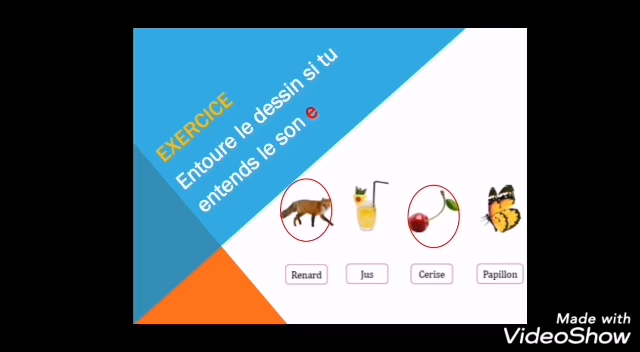 EXERCICE
Entoure le dessin si tu
entends le son e
Renard
Jus
Cerise
Papillon
Made with
VideoShow